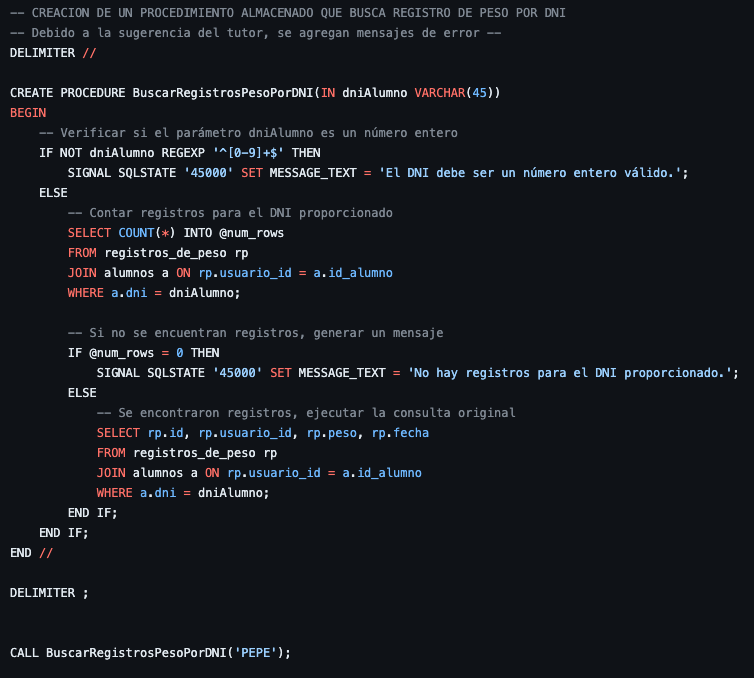 -- CREACION DE UN PROCEDIMIENTO ALMACENADO QUE BUSCA REGISTRO DE PESO POR DNI
-- Debido a la sugerencia del tutor, se agregan mensajes de error --
DELIMITER //

CREATE PROCEDURE BuscarRegistrosPesoPorDNI(IN dniAlumno VARCHAR(45))
BEGIN
    -- Verificar si el parámetro dniAlumno es un número entero
    IF NOT dniAlumno REGEXP '^[0-9]+$' THEN
        SIGNAL SQLSTATE '45000' SET MESSAGE_TEXT = 'El DNI debe ser un número entero válido.';
    ELSE
        -- Contar registros para el DNI proporcionado
        SELECT COUNT(*) INTO @num_rows
        FROM registros_de_peso rp
        JOIN alumnos a ON rp.usuario_id = a.id_alumno
        WHERE a.dni = dniAlumno;

        -- Si no se encuentran registros, generar un mensaje
        IF @num_rows = 0 THEN
            SIGNAL SQLSTATE '45000' SET MESSAGE_TEXT = 'No hay registros para el DNI proporcionado.';
        ELSE
            -- Se encontraron registros, ejecutar la consulta original
            SELECT rp.id, rp.usuario_id, rp.peso, rp.fecha
            FROM registros_de_peso rp
            JOIN alumnos a ON rp.usuario_id = a.id_alumno
            WHERE a.dni = dniAlumno;
        END IF;
    END IF;
END //

DELIMITER ;


CALL BuscarRegistrosPesoPorDNI('PEPE');